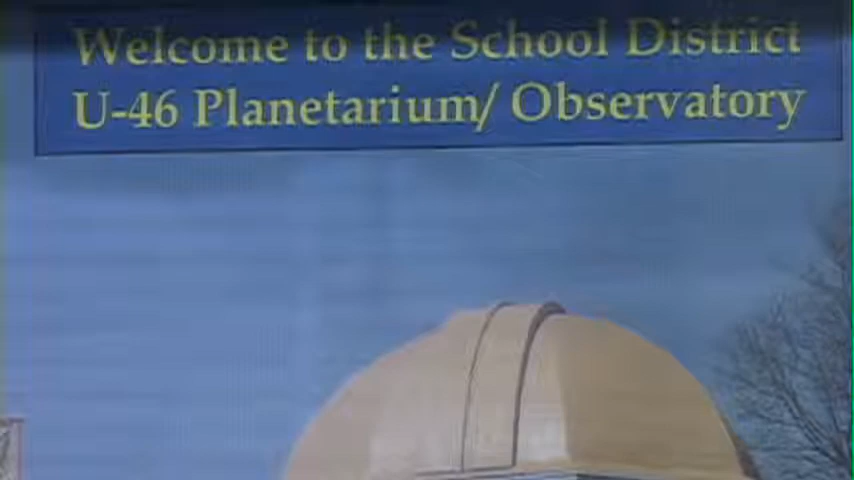 Welcome to the School District
U-46 Planetarium/ Observatory